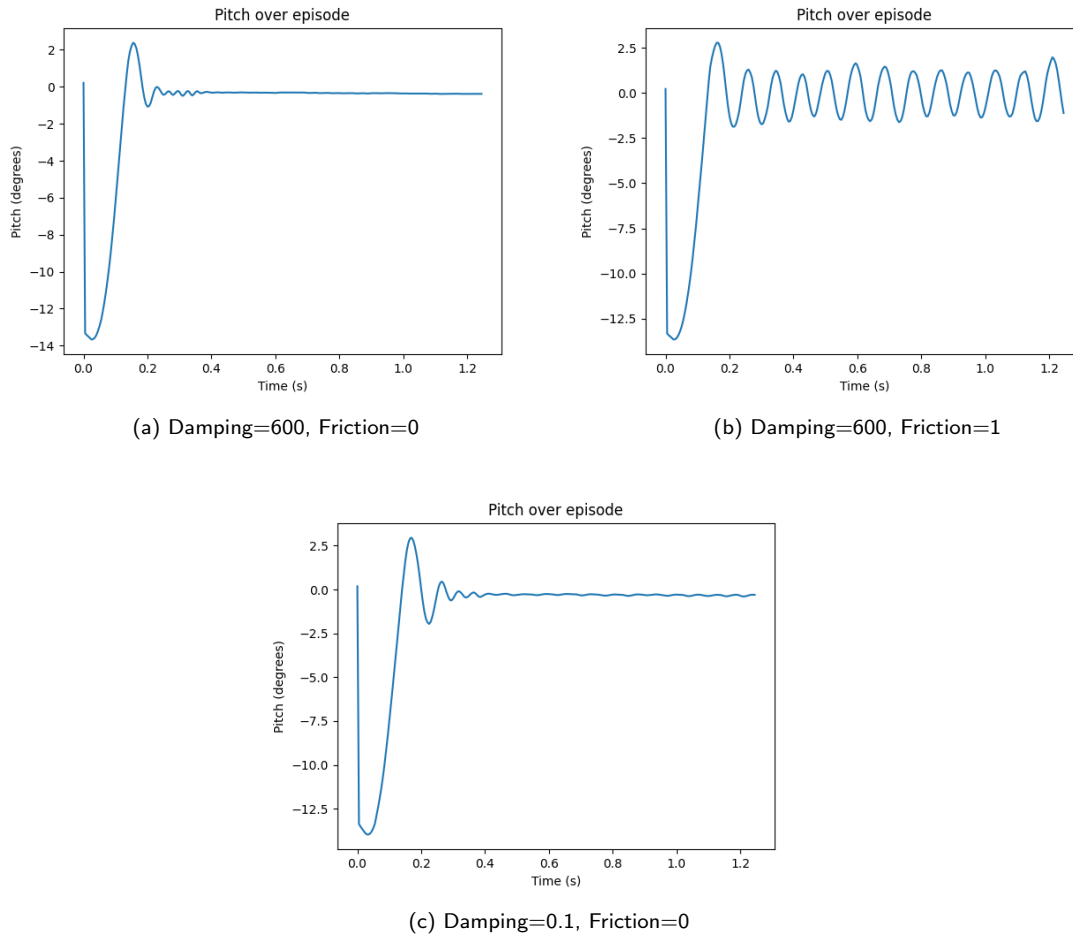 Pitch over episode
Pitch (degrees)
2
0
−2
−4
−6
−8
−10
−12
−14
0.0 0.2 0.4 0.6 0.8 1.0 1.2
Time (s)
(a) Damping=600, Friction=0
Pitch over episode
Pitch (degrees)
2.5
0.0
−2.5
−5.0
−7.5
−10.0
−12.5
0.0 0.2 0.4 0.6 0.8 1.0 1.2
Time (s)
(b) Damping=600, Friction=1
Pitch over episode
Pitch (degrees)
2.5
0.0
−2.5
−5.0
−7.5
−10.0
−12.5
0.0 0.2 0.4 0.6 0.8 1.0 1.2
Time (s)
(c) Damping=0.1, Friction=0